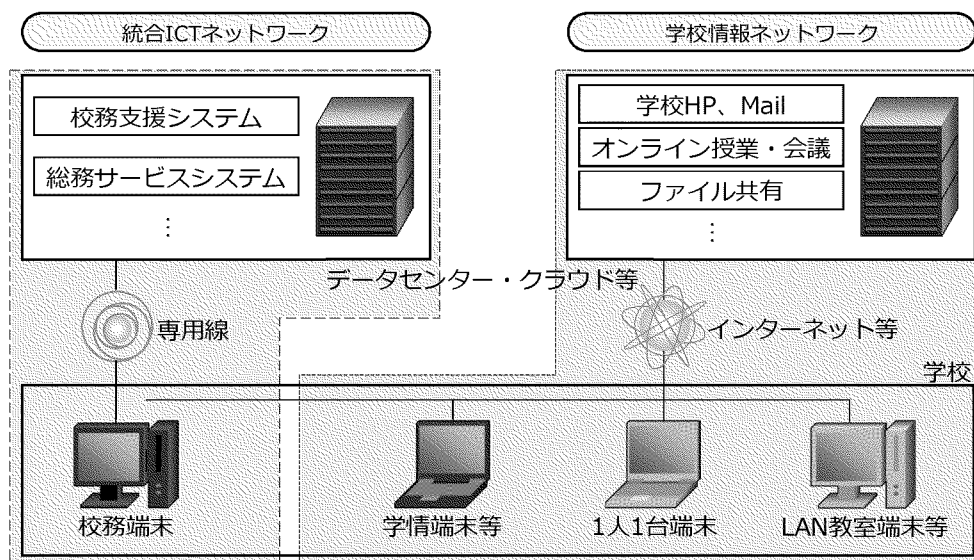 統合ICTネットワーク
学校情報ネットワーク
校務支援システム
総務サービスシステム
⋮
学校HP、Mail
オンライン授業・会議
ファイル共有
⋮
データセンター・クラウド等
専用線
インターネット等
学校
校務端末
学情端末等
1人1台端末
LAN教室端末等